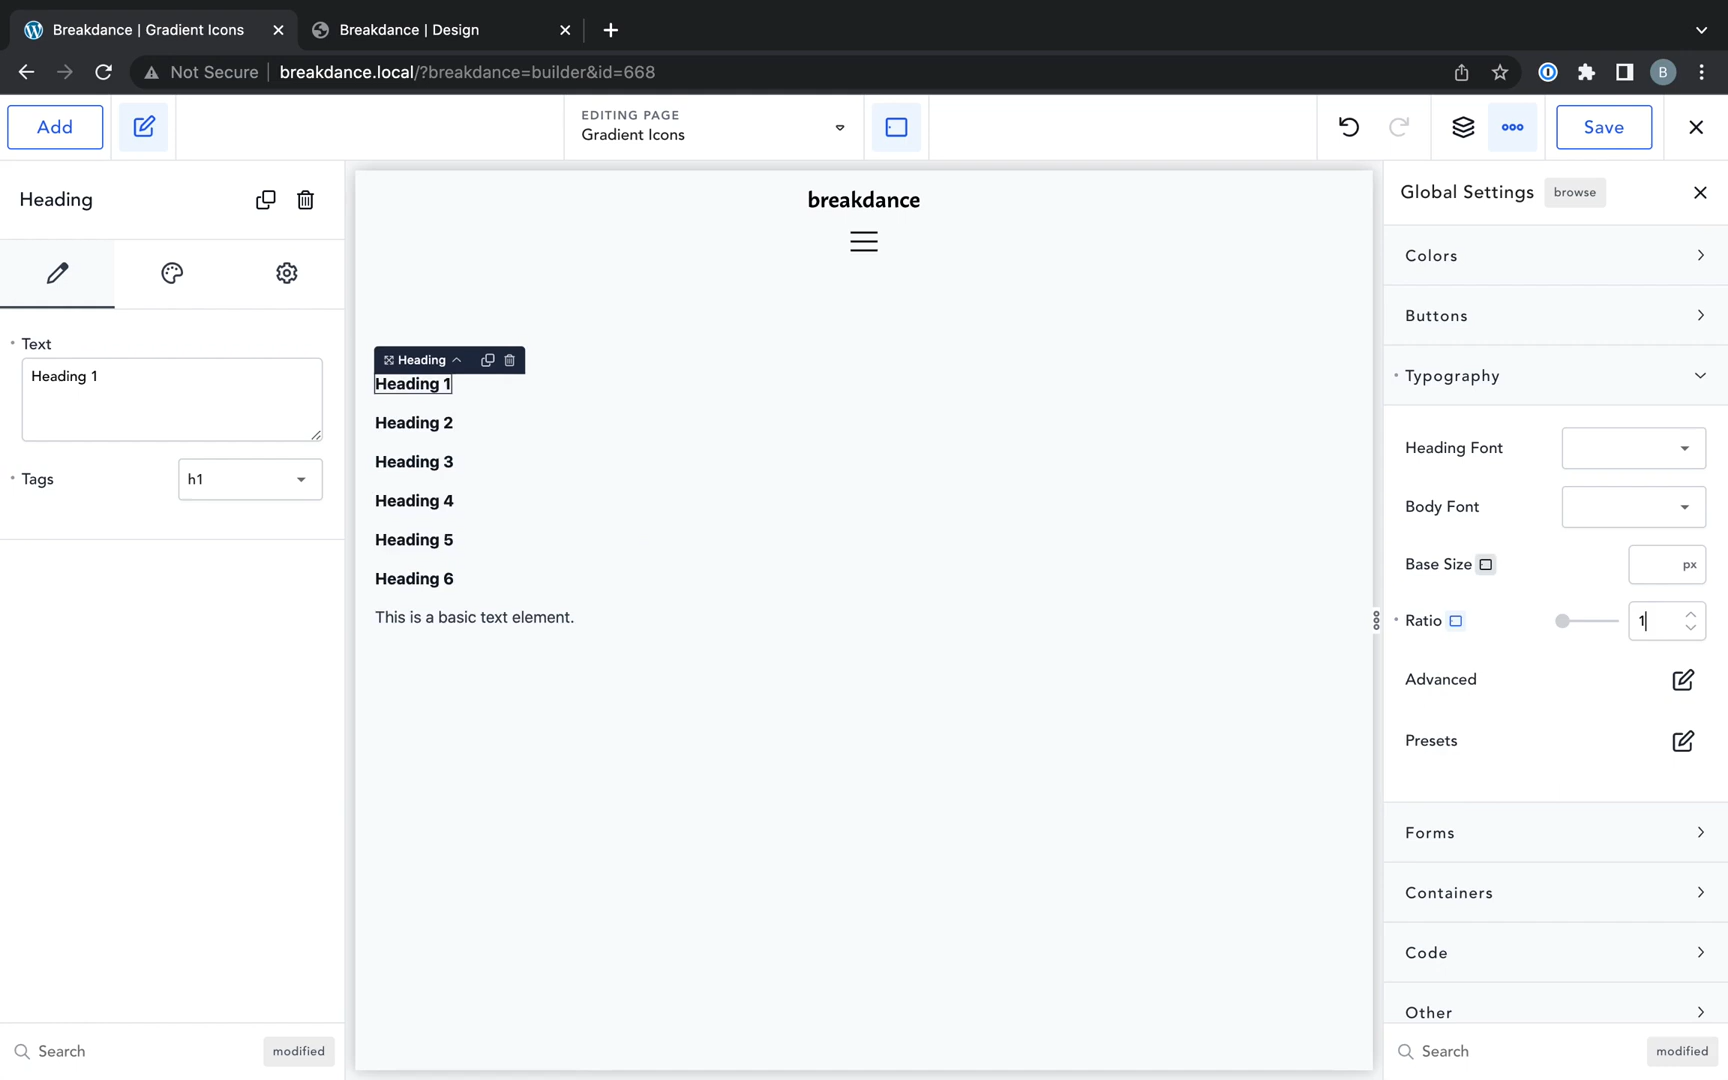 Breakdance | Gradient Icons
Breakdance | Design
Not Secure
breakdance.local/?breakdance=builder&id=668
B
Add
EDITING PAGE
Gradient Icons
Save
Heading
Text
Heading 1
Tags
h1
Search
modified
breakdance
Heading
Heading 1
Heading 2
Heading 3
Heading 4
Heading 5
Heading 6
This is a basic text element.
Global Settings
browse
Colors
Buttons
Typography
Heading Font
Body Font
Base Size
px
Ratio
1
Advanced
Presets
Forms
Containers
Code
Other
Search
modified